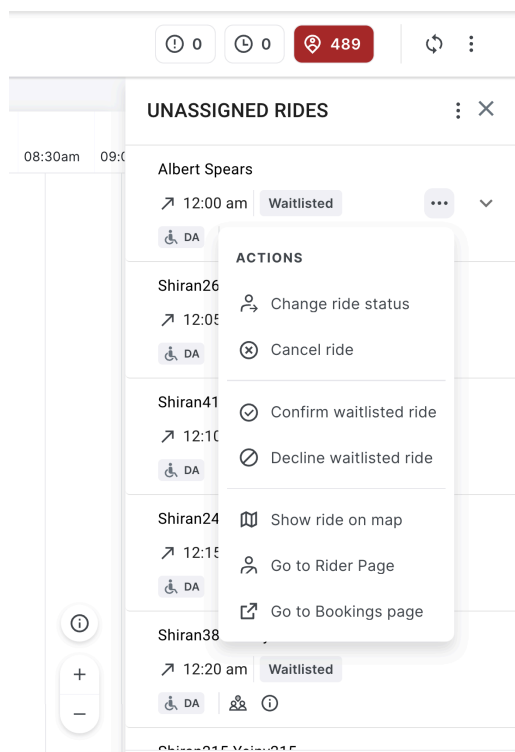 0 0 489
UNASSIGNED RIDES
08:30am
Albert Spears
12:00 am Waitlisted
DA
ACTIONS
Change ride status
Cancel ride
Confirm waitlisted ride
Decline waitlisted ride
Show ride on map
Go to Rider Page
Go to Bookings page
Shiran26
12:05
DA
Shiran41
12:10
DA
Shiran24
12:15
DA
Shiran38
12:20 am Waitlisted
DA